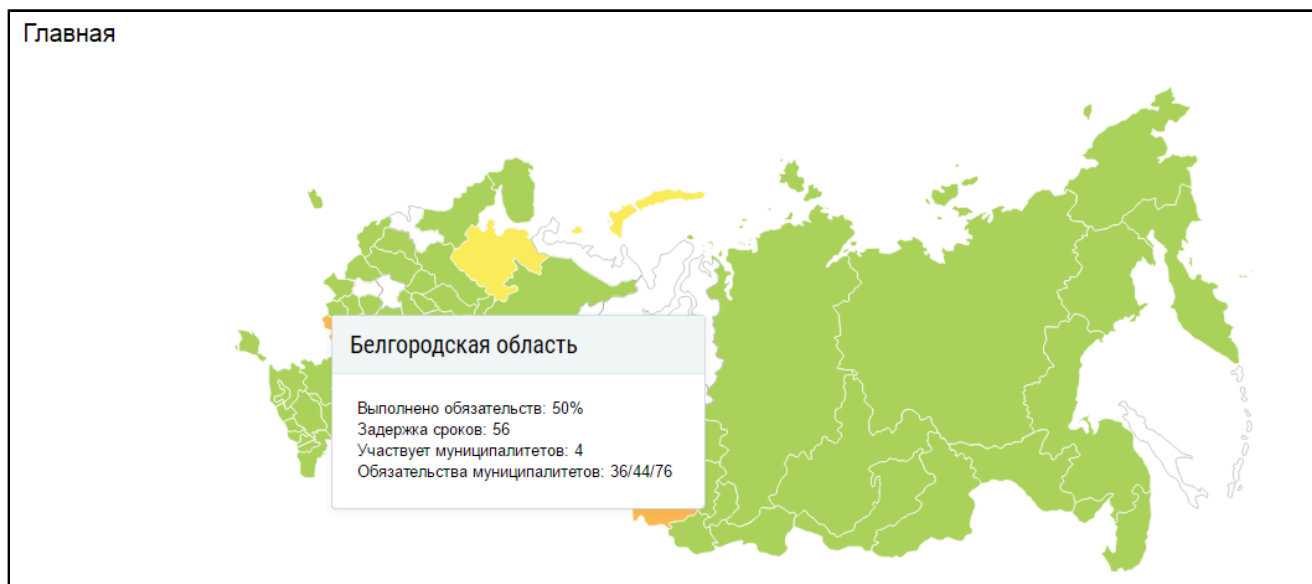 Главная
Белгородская область
Выполнено обязательств: 50%
Задержка сроков: 56
Участвует муниципалитетов: 4
Обязательства муниципалитетов: 36/44/76